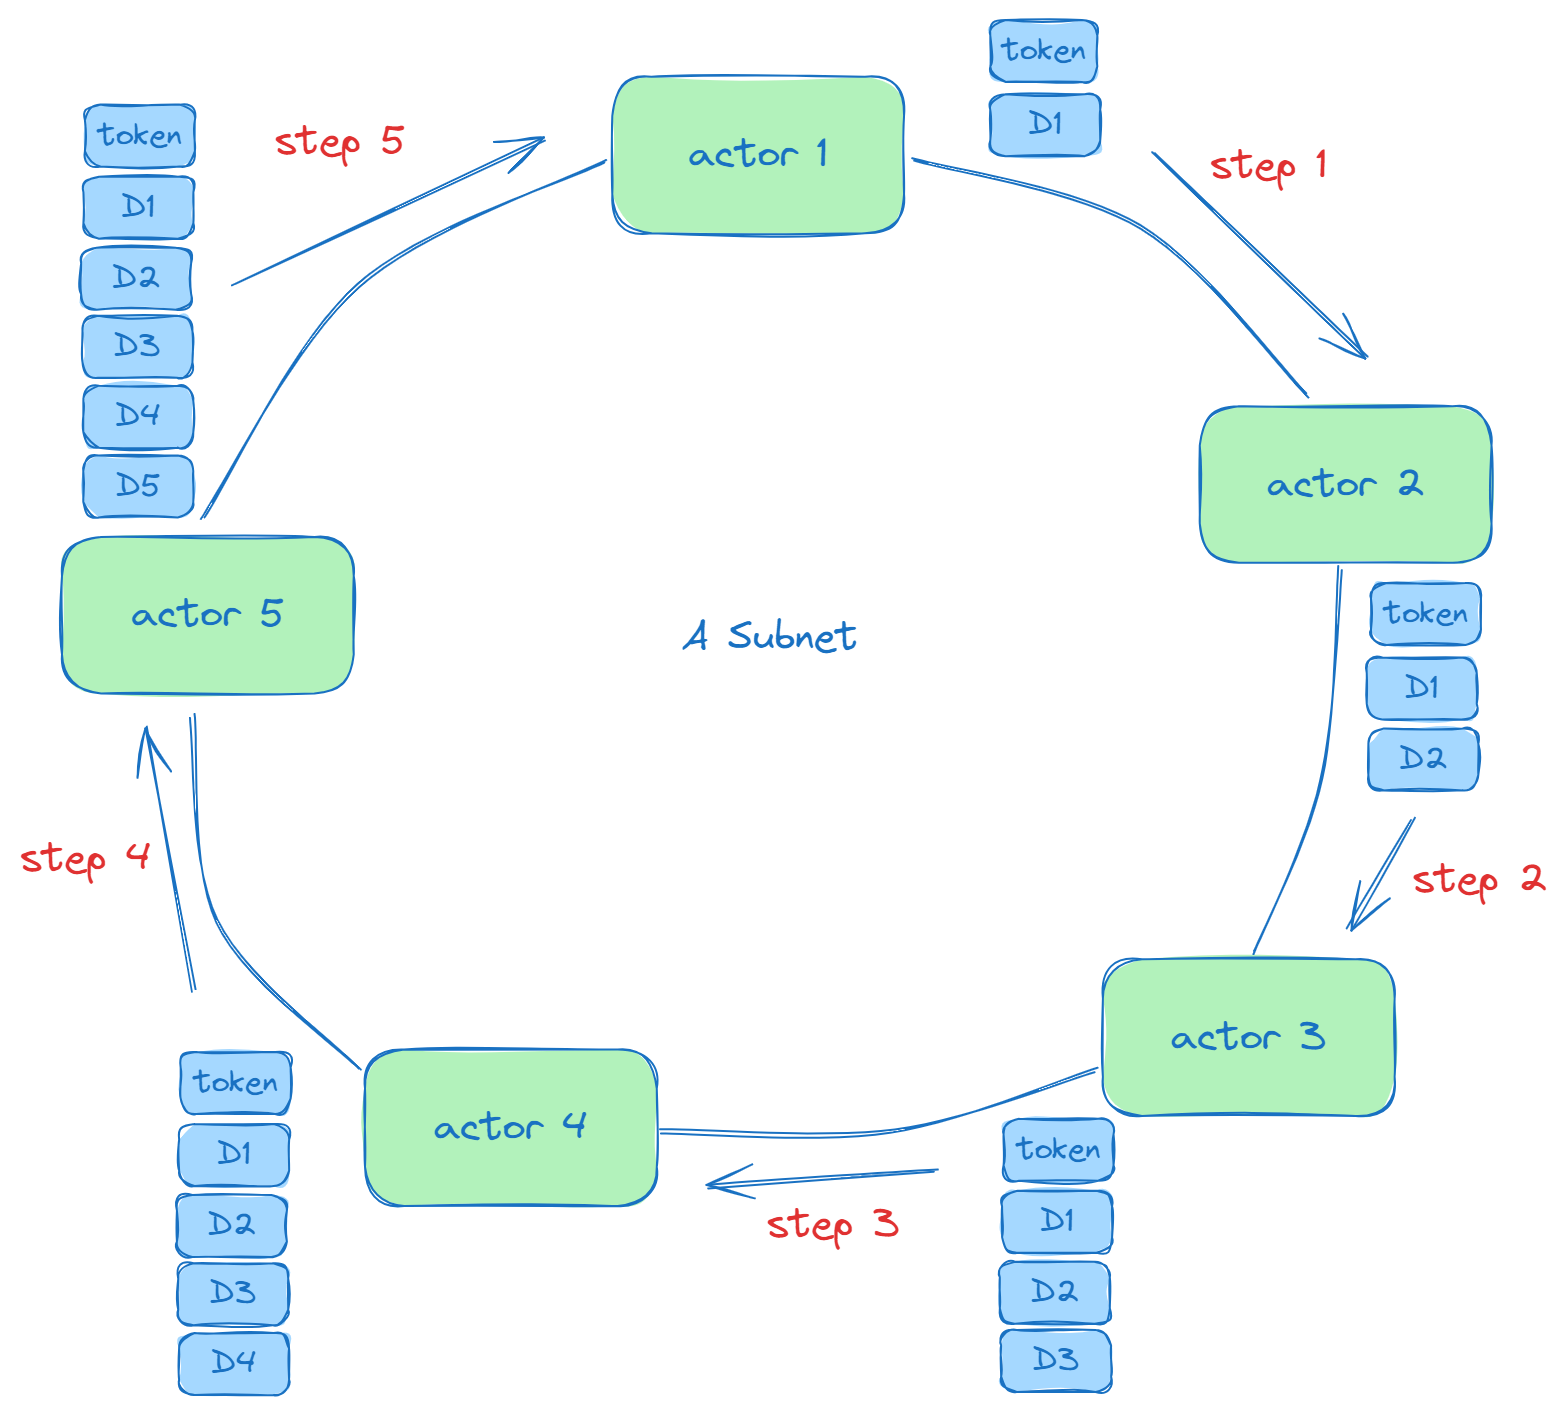 token
D1
step 1
actor 1
step 5
token
D1
D2
D3
D4
D5
actor 2
token
D1
D2
step 2
actor 5
A Subnet
step 4
actor 3
token
D1
D2
D3
step 3
actor 4
token
D1
D2
D3
D4